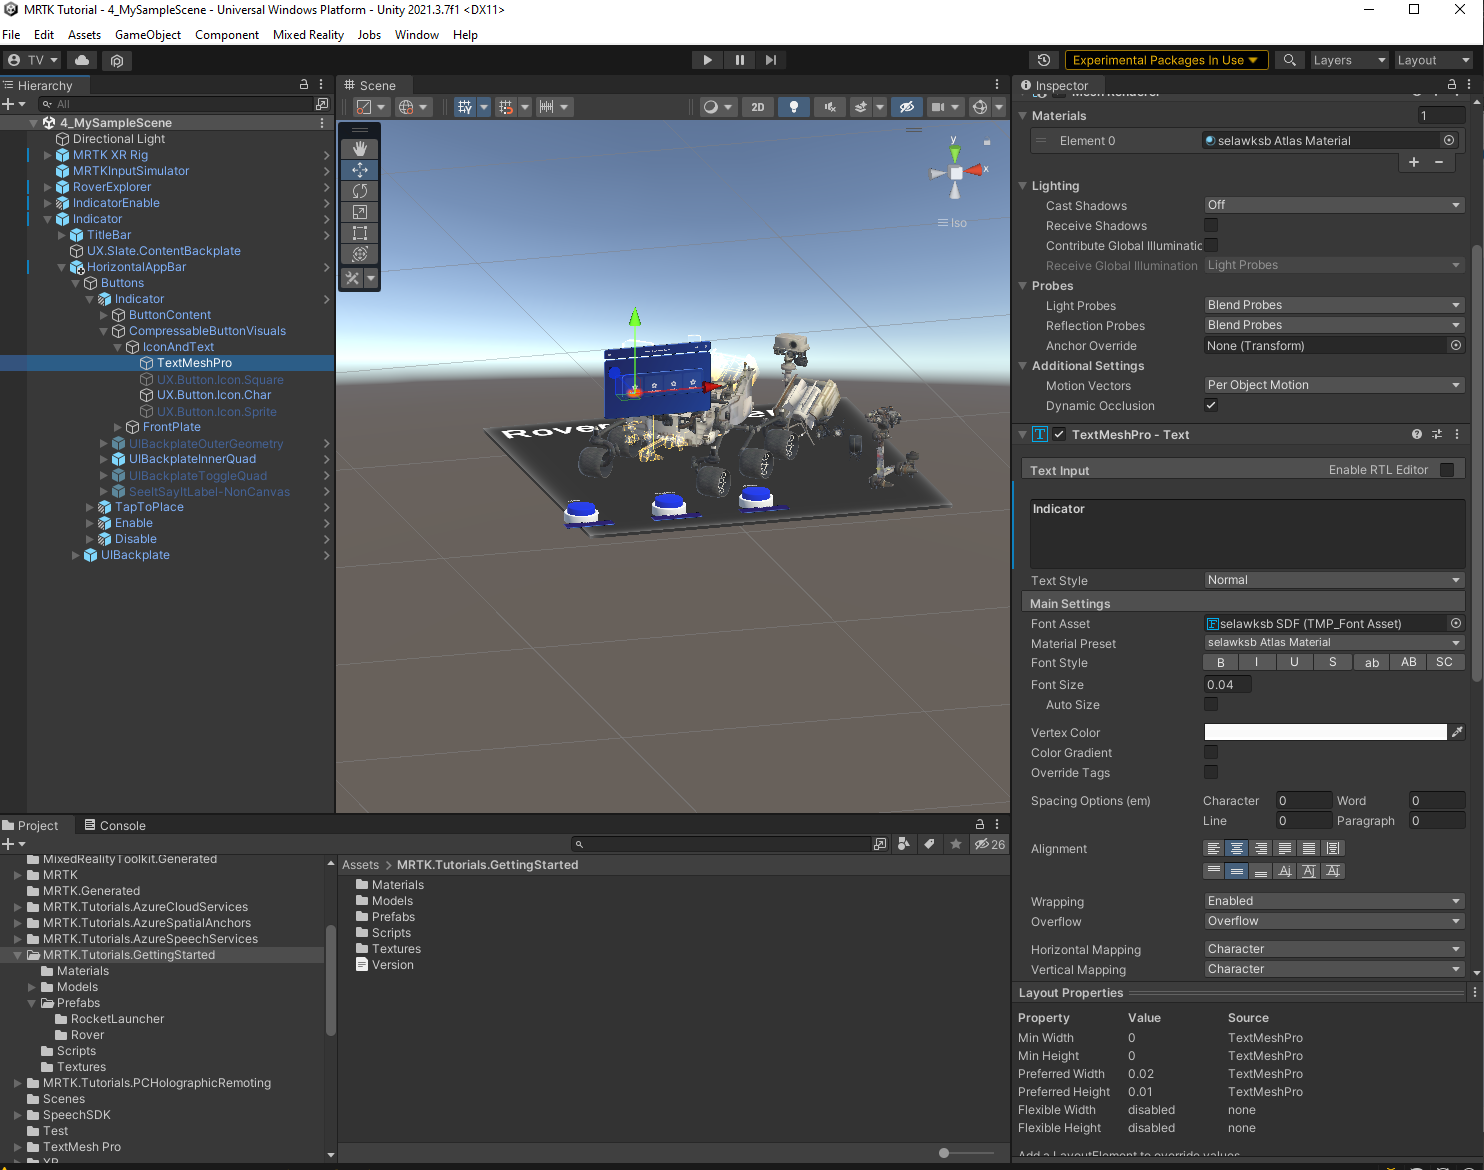 MRTK Tutorial - 4_MySampleScene - Universal Windows Platform - Unity 2021.3.7f1 <DX11>
File Edit Assets GameObject Component Mixed Reality Jobs Window Help
TV Experimental Packages In Use Layers Layout
Hierarchy
All
4_MySampleScene
Directional Light
MRTK XR Rig
MRTKInputSimulator
RoverExplorer
IndicatorEnable
Indicator
TitleBar
UX.Slate.ContentBackplate
HorizontalAppBar
Buttons
Indicator
ButtonContent
CompressableButtonVisuals
IconAndText
TextMeshPro
UX.Button.Icon.Square
UX.Button.Icon.Char
UX.Button.Icon.Sprite
FrontPlate
UIBackplateOuterGeometry
UIBackplateInnerQuad
UIBackplateToggleQuad
SeeItSayItLabel-NonCanvas
TapToPlace
Enable
Disable
UIBackplate
Scene
2D
y
x
Iso
Rover
Inspector
Mesh Renderer
Materials 1
Element 0 selawksb Atlas Material
+ −
Lighting
Cast Shadows Off
Receive Shadows
Contribute Global Illuminatic
Receive Global Illumination Light Probes
Probes
Light Probes Blend Probes
Reflection Probes Blend Probes
Anchor Override None (Transform)
Additional Settings
Motion Vectors Per Object Motion
Dynamic Occlusion
TextMeshPro - Text
Text Input Enable RTL Editor
Indicator
Text Style Normal
Main Settings
Font Asset selawksb SDF (TMP_Font Asset)
Material Preset selawksb Atlas Material
Font Style B I U S ab AB SC
Font Size 0.04
Auto Size
Vertex Color
Color Gradient
Override Tags
Spacing Options (em) Character 0 Word 0
Line 0 Paragraph 0
Alignment
Wrapping Enabled
Overflow Overflow
Horizontal Mapping Character
Vertical Mapping Character
Layout Properties
Property Value Source
Min Width 0 TextMeshPro
Min Height 0 TextMeshPro
Preferred Width 0.02 TextMeshPro
Preferred Height 0.01 TextMeshPro
Flexible Width disabled none
Flexible Height disabled none
Add a LayoutElement to override values
Project Console
26
MixedRealityToolkit.Generated
MRTK
MRTK.Generated
MRTK.Tutorials.AzureCloudServices
MRTK.Tutorials.AzureSpatialAnchors
MRTK.Tutorials.AzureSpeechServices
MRTK.Tutorials.GettingStarted
Materials
Models
Prefabs
RocketLauncher
Rover
Scripts
Textures
MRTK.Tutorials.PCHolographicRemoting
Scenes
SpeechSDK
Test
TextMesh Pro
XR
Assets > MRTK.Tutorials.GettingStarted
Materials
Models
Prefabs
Scripts
Textures
Version